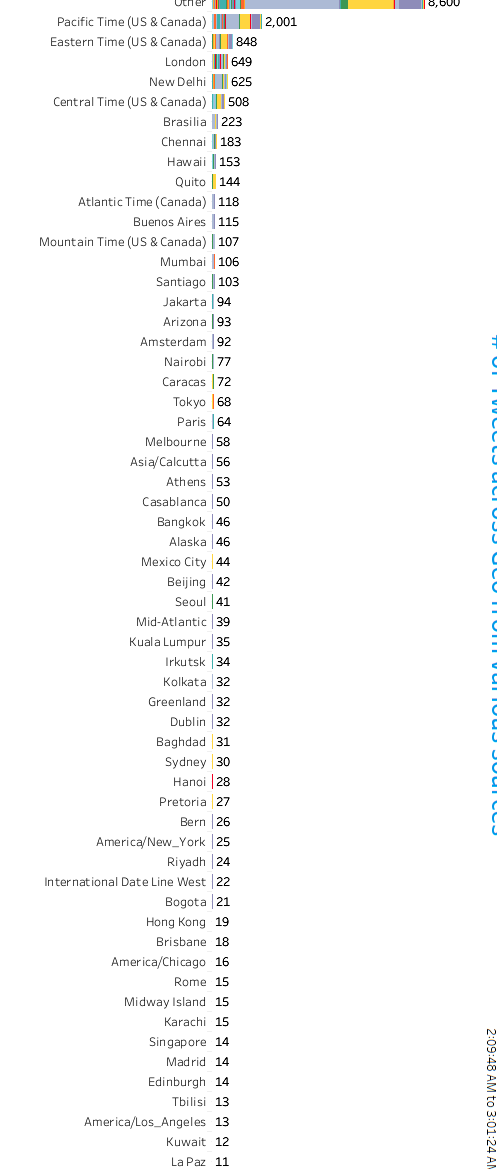 Other 8,600
Pacific Time (US & Canada) 2,001
Eastern Time (US & Canada) 848
London 649
New Delhi 625
Central Time (US & Canada) 508
Brasilia 223
Chennai 183
Hawaii 153
Quito 144
Atlantic Time (Canada) 118
Buenos Aires 115
Mountain Time (US & Canada) 107
Mumbai 106
Santiago 103
Jakarta 94
Arizona 93
Amsterdam 92
Nairobi 77
Caracas 72
Tokyo 68
Paris 64
Melbourne 58
Asia/Calcutta 56
Athens 53
Casablanca 50
Bangkok 46
Alaska 46
Mexico City 44
Beijing 42
Seoul 41
Mid-Atlantic 39
Kuala Lumpur 35
Irkutsk 34
Kolkata 32
Greenland 32
Dublin 32
Baghdad 31
Sydney 30
Hanoi 28
Pretoria 27
Bern 26
America/New_York 25
Riyadh 24
International Date Line West 22
Bogota 21
Hong Kong 19
Brisbane 18
America/Chicago 16
Rome 15
Midway Island 15
Karachi 15
Singapore 14
Madrid 14
Edinburgh 14
Tbilisi 13
America/Los_Angeles 13
Kuwait 12
La Paz 11
# of Tweets across Geo from various sources
2:09:48 AM to 3:01:24 AM